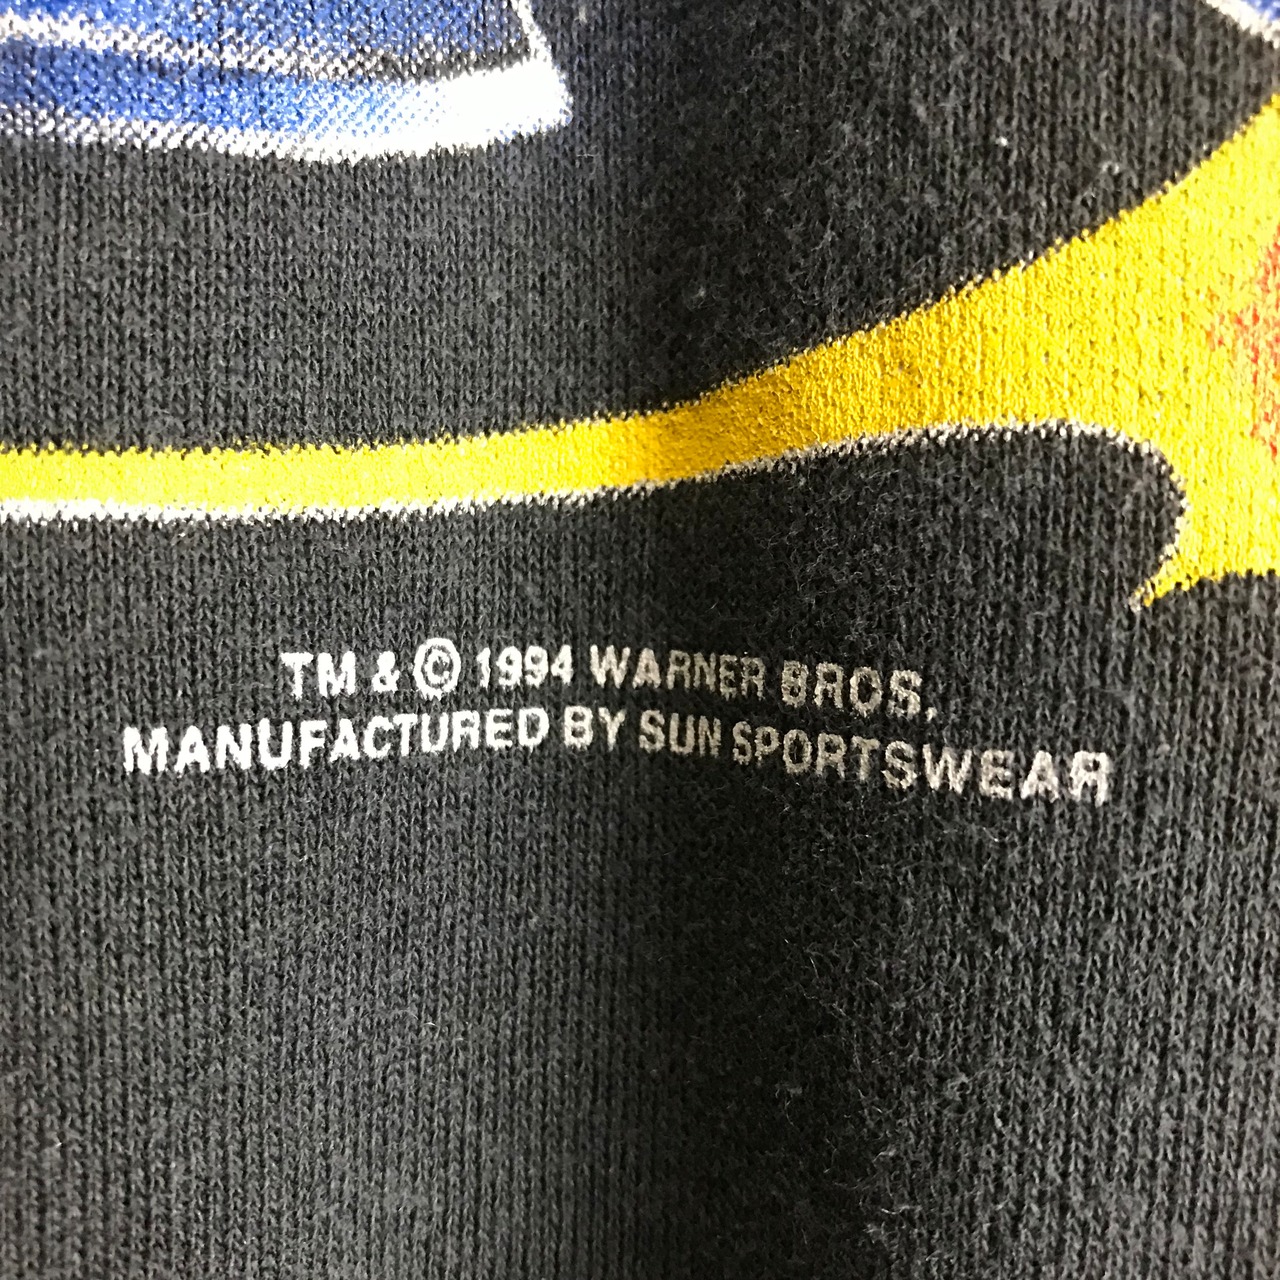 TM & © 1994 WARNER BROS.
MANUFACTURED BY SUN SPORTSWEAR